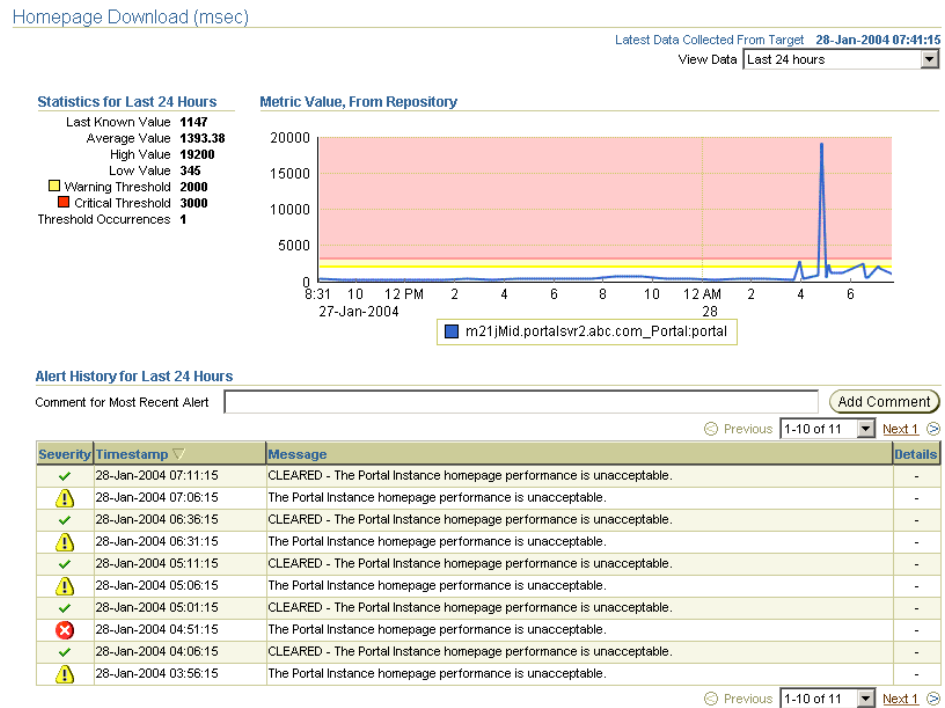 Homepage Download (msec)
Latest Data Collected From Target 28-Jan-2004 07:41:15
View Data Last 24 hours
Statistics for Last 24 Hours
Last Known Value 1147
Average Value 1393.38
High Value 19200
Low Value 345
Warning Threshold 2000
Critical Threshold 3000
Threshold Occurrences 1
Metric Value, From Repository
20000
15000
10000
5000
0
8:31 10 12 PM 2 4 6 8 10 12 AM 2 4 6
27-Jan-2004 28
m21jMid.portalsvr2.abc.com_Portal:portal
Alert History for Last 24 Hours
Comment for Most Recent Alert Add Comment
Previous 1-10 of 11 Next 1
Severity Timestamp Message Details
28-Jan-2004 07:11:15 CLEARED - The Portal Instance homepage performance is unacceptable. -
28-Jan-2004 07:06:15 The Portal Instance homepage performance is unacceptable. -
28-Jan-2004 06:36:15 CLEARED - The Portal Instance homepage performance is unacceptable. -
28-Jan-2004 06:31:15 The Portal Instance homepage performance is unacceptable. -
28-Jan-2004 05:11:15 CLEARED - The Portal Instance homepage performance is unacceptable. -
28-Jan-2004 05:06:15 The Portal Instance homepage performance is unacceptable. -
28-Jan-2004 05:01:15 CLEARED - The Portal Instance homepage performance is unacceptable. -
28-Jan-2004 04:51:15 The Portal Instance homepage performance is unacceptable. -
28-Jan-2004 04:06:15 CLEARED - The Portal Instance homepage performance is unacceptable. -
28-Jan-2004 03:56:15 The Portal Instance homepage performance is unacceptable. -
Previous 1-10 of 11 Next 1